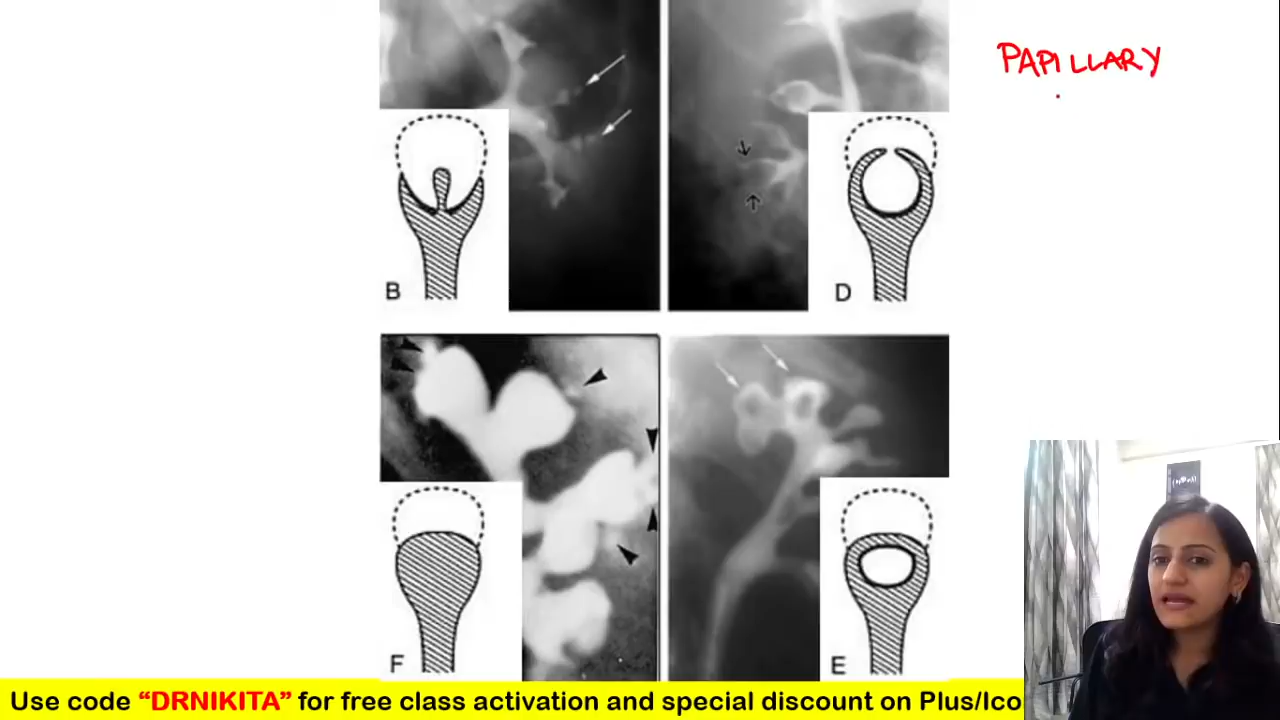 PAPILLARY
B
D
F
E
Use code “DRNIKITA” for free class activation and special discount on Plus/Ico